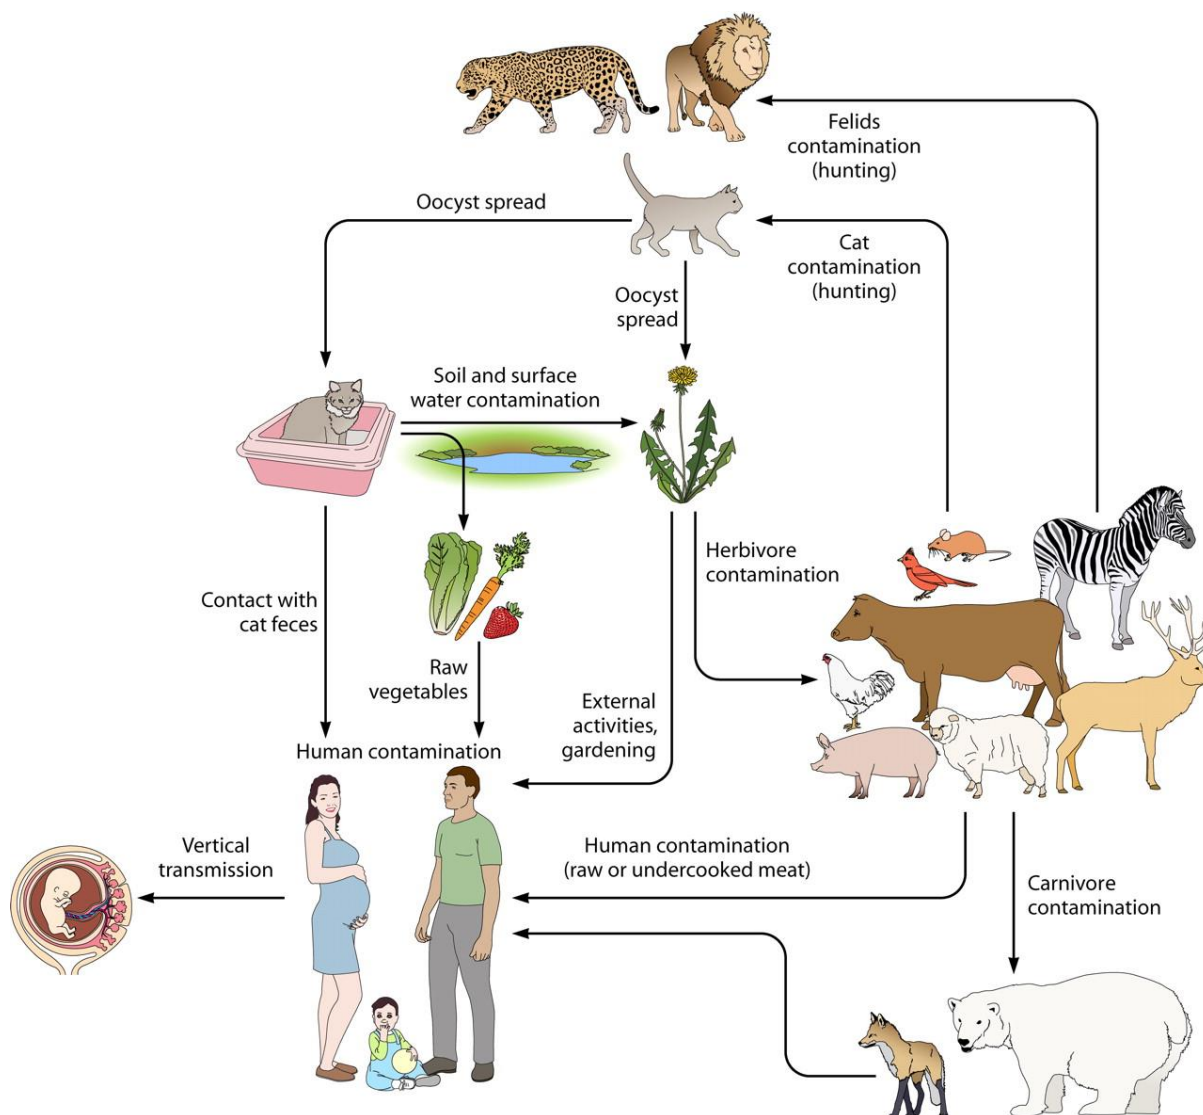 Felids
contamination
(hunting)
Oocyst spread
Cat
contamination
(hunting)
Oocyst
spread
Soil and surface
water contamination
Herbivore
contamination
Contact with
cat feces
Raw
vegetables
External
activities,
gardening
Human contamination
Vertical
transmission
Human contamination
(raw or undercooked meat)
Carnivore
contamination